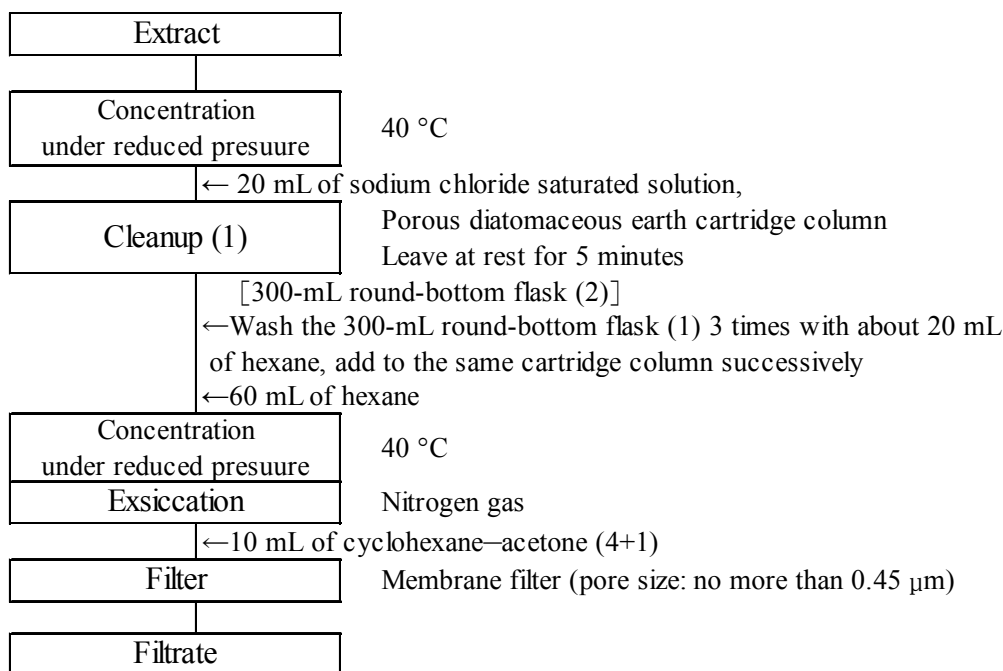 Extract
Concentration
under reduced presuure
40 °C
← 20 mL of sodium chloride saturated solution,
Cleanup (1)
Porous diatomaceous earth cartridge column
Leave at rest for 5 minutes
［300-mL round-bottom flask (2)］
←Wash the 300-mL round-bottom flask (1) 3 times with about 20 mL
of hexane, add to the same cartridge column successively
←60 mL of hexane
Concentration
under reduced presuure
40 °C
Exsiccation
Nitrogen gas
←10 mL of cyclohexane–acetone (4+1)
Filter
Membrane filter (pore size: no more than 0.45 μm)
Filtrate